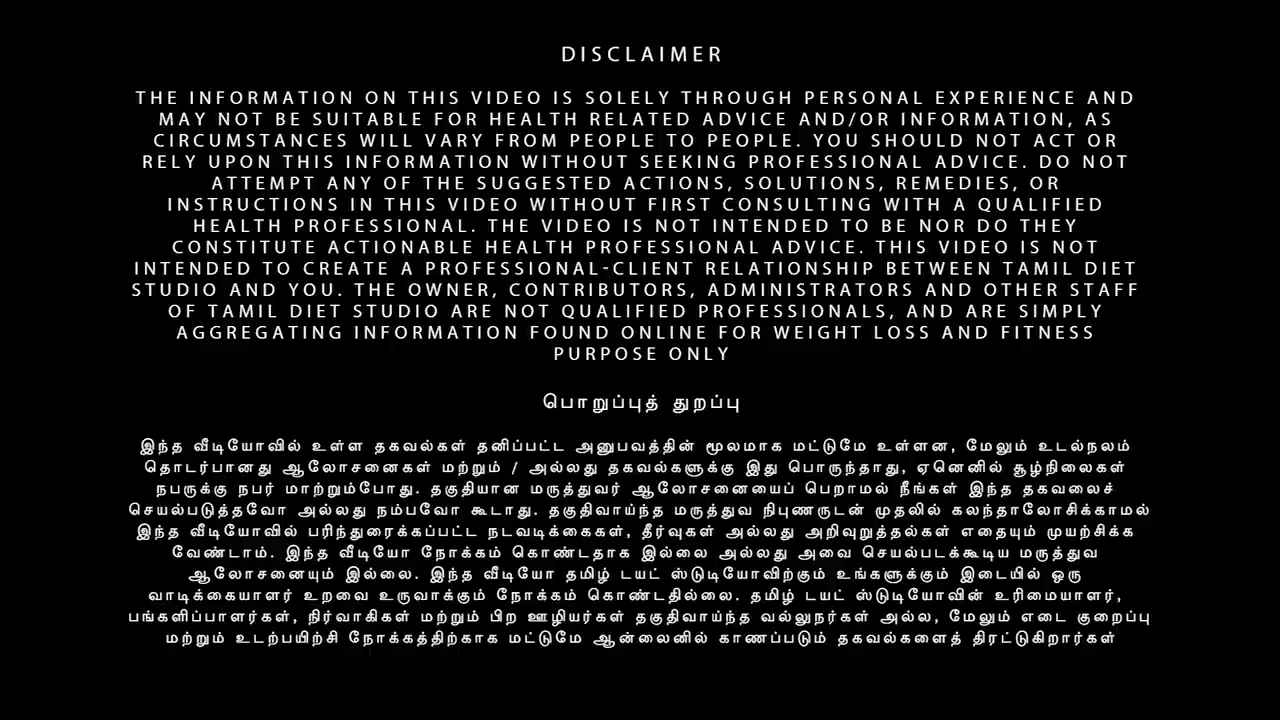 DISCLAIMER
THE INFORMATION ON THIS VIDEO IS SOLELY THROUGH PERSONAL EXPERIENCE AND
MAY NOT BE SUITABLE FOR HEALTH RELATED ADVICE AND/OR INFORMATION, AS
CIRCUMSTANCES WILL VARY FROM PEOPLE TO PEOPLE. YOU SHOULD NOT ACT OR
RELY UPON THIS INFORMATION WITHOUT SEEKING PROFESSIONAL ADVICE. DO NOT
ATTEMPT ANY OF THE SUGGESTED ACTIONS, SOLUTIONS, REMEDIES, OR
INSTRUCTIONS IN THIS VIDEO WITHOUT FIRST CONSULTING WITH A QUALIFIED
HEALTH PROFESSIONAL. THE VIDEO IS NOT INTENDED TO BE NOR DO THEY
CONSTITUTE ACTIONABLE HEALTH PROFESSIONAL ADVICE. THIS VIDEO IS NOT
INTENDED TO CREATE A PROFESSIONAL-CLIENT RELATIONSHIP BETWEEN TAMIL DIET
STUDIO AND YOU. THE OWNER, CONTRIBUTORS, ADMINISTRATORS AND OTHER STAFF
OF TAMIL DIET STUDIO ARE NOT QUALIFIED PROFESSIONALS, AND ARE SIMPLY
AGGREGATING INFORMATION FOUND ONLINE FOR WEIGHT LOSS AND FITNESS
PURPOSE ONLY
பொறுப்புத் துறப்பு
இந்த வீடியோவில் உள்ள தகவல்கள் தனிப்பட்ட அனுபவத்தின் மூலமாக மட்டுமே உள்ளன, மேலும் உடல்நலம்
தொடர்பானது ஆலோசனைகள் மற்றும் / அல்லது தகவல்களுக்கு இது பொருந்தாது, ஏனெனில் சூழ்நிலைகள்
நபருக்கு நபர் மாற்றும்போது. தகுதியான மருத்துவர் ஆலோசனையைப் பெறாமல் நீங்கள் இந்த தகவலைச்
செயல்படுத்தவோ அல்லது நம்பவோ கூடாது. தகுதிவாய்ந்த மருத்துவ நிபுணருடன் முதலில் கலந்தாலோசிக்காமல்
இந்த வீடியோவில் பரிந்துரைக்கப்பட்ட நடவடிக்கைகள், தீர்வுகள் அல்லது அறிவுறுத்தல்கள் எதையும் முயற்சிக்க
வேண்டாம். இந்த வீடியோ நோக்கம் கொண்டதாக இல்லை அல்லது அவை செயல்படக்கூடிய மருத்துவ
ஆலோசனையும் இல்லை. இந்த வீடியோ தமிழ் டயட் ஸ்டுடியோவிற்கும் உங்களுக்கும் இடையில் ஒரு
வாடிக்கையாளர் உறவை உருவாக்கும் நோக்கம் கொண்டதில்லை. தமிழ் டயட் ஸ்டுடியோவின் உரிமையாளர்,
பங்களிப்பாளர்கள், நிர்வாகிகள் மற்றும் பிற ஊழியர்கள் தகுதிவாய்ந்த வல்லுநர்கள் அல்ல, மேலும் எடை குறைப்பு
மற்றும் உடற்பயிற்சி நோக்கத்திற்காக மட்டுமே ஆன்லைனில் காணப்படும் தகவல்களைத் திரட்டுகிறார்கள்